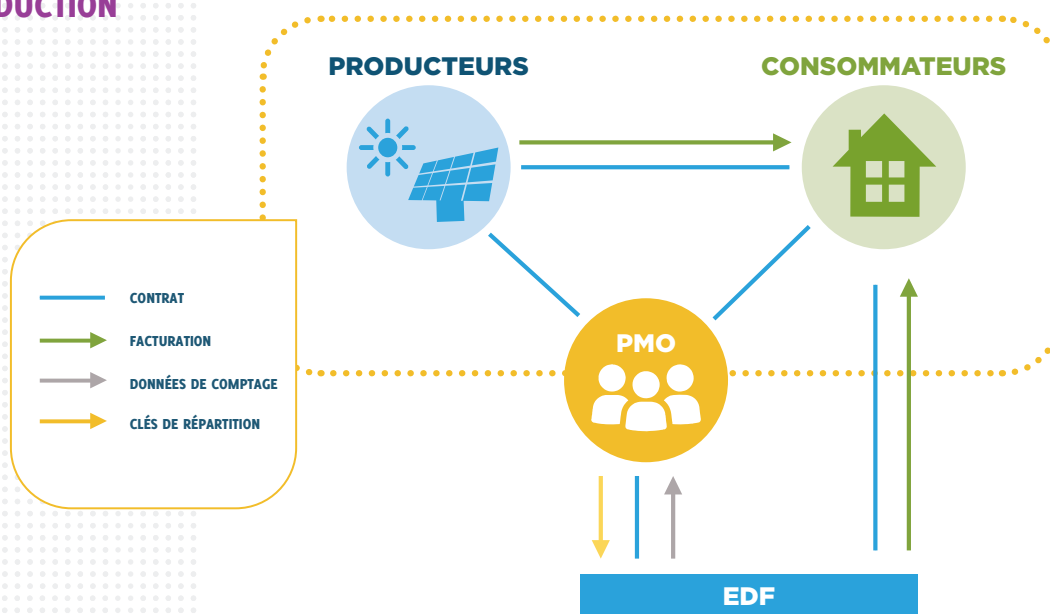 DUCTION
PRODUCTEURS
CONSOMMATEURS
CONTRAT
FACTURATION
DONNÉES DE COMPTAGE
CLÉS DE RÉPARTITION
PMO
EDF